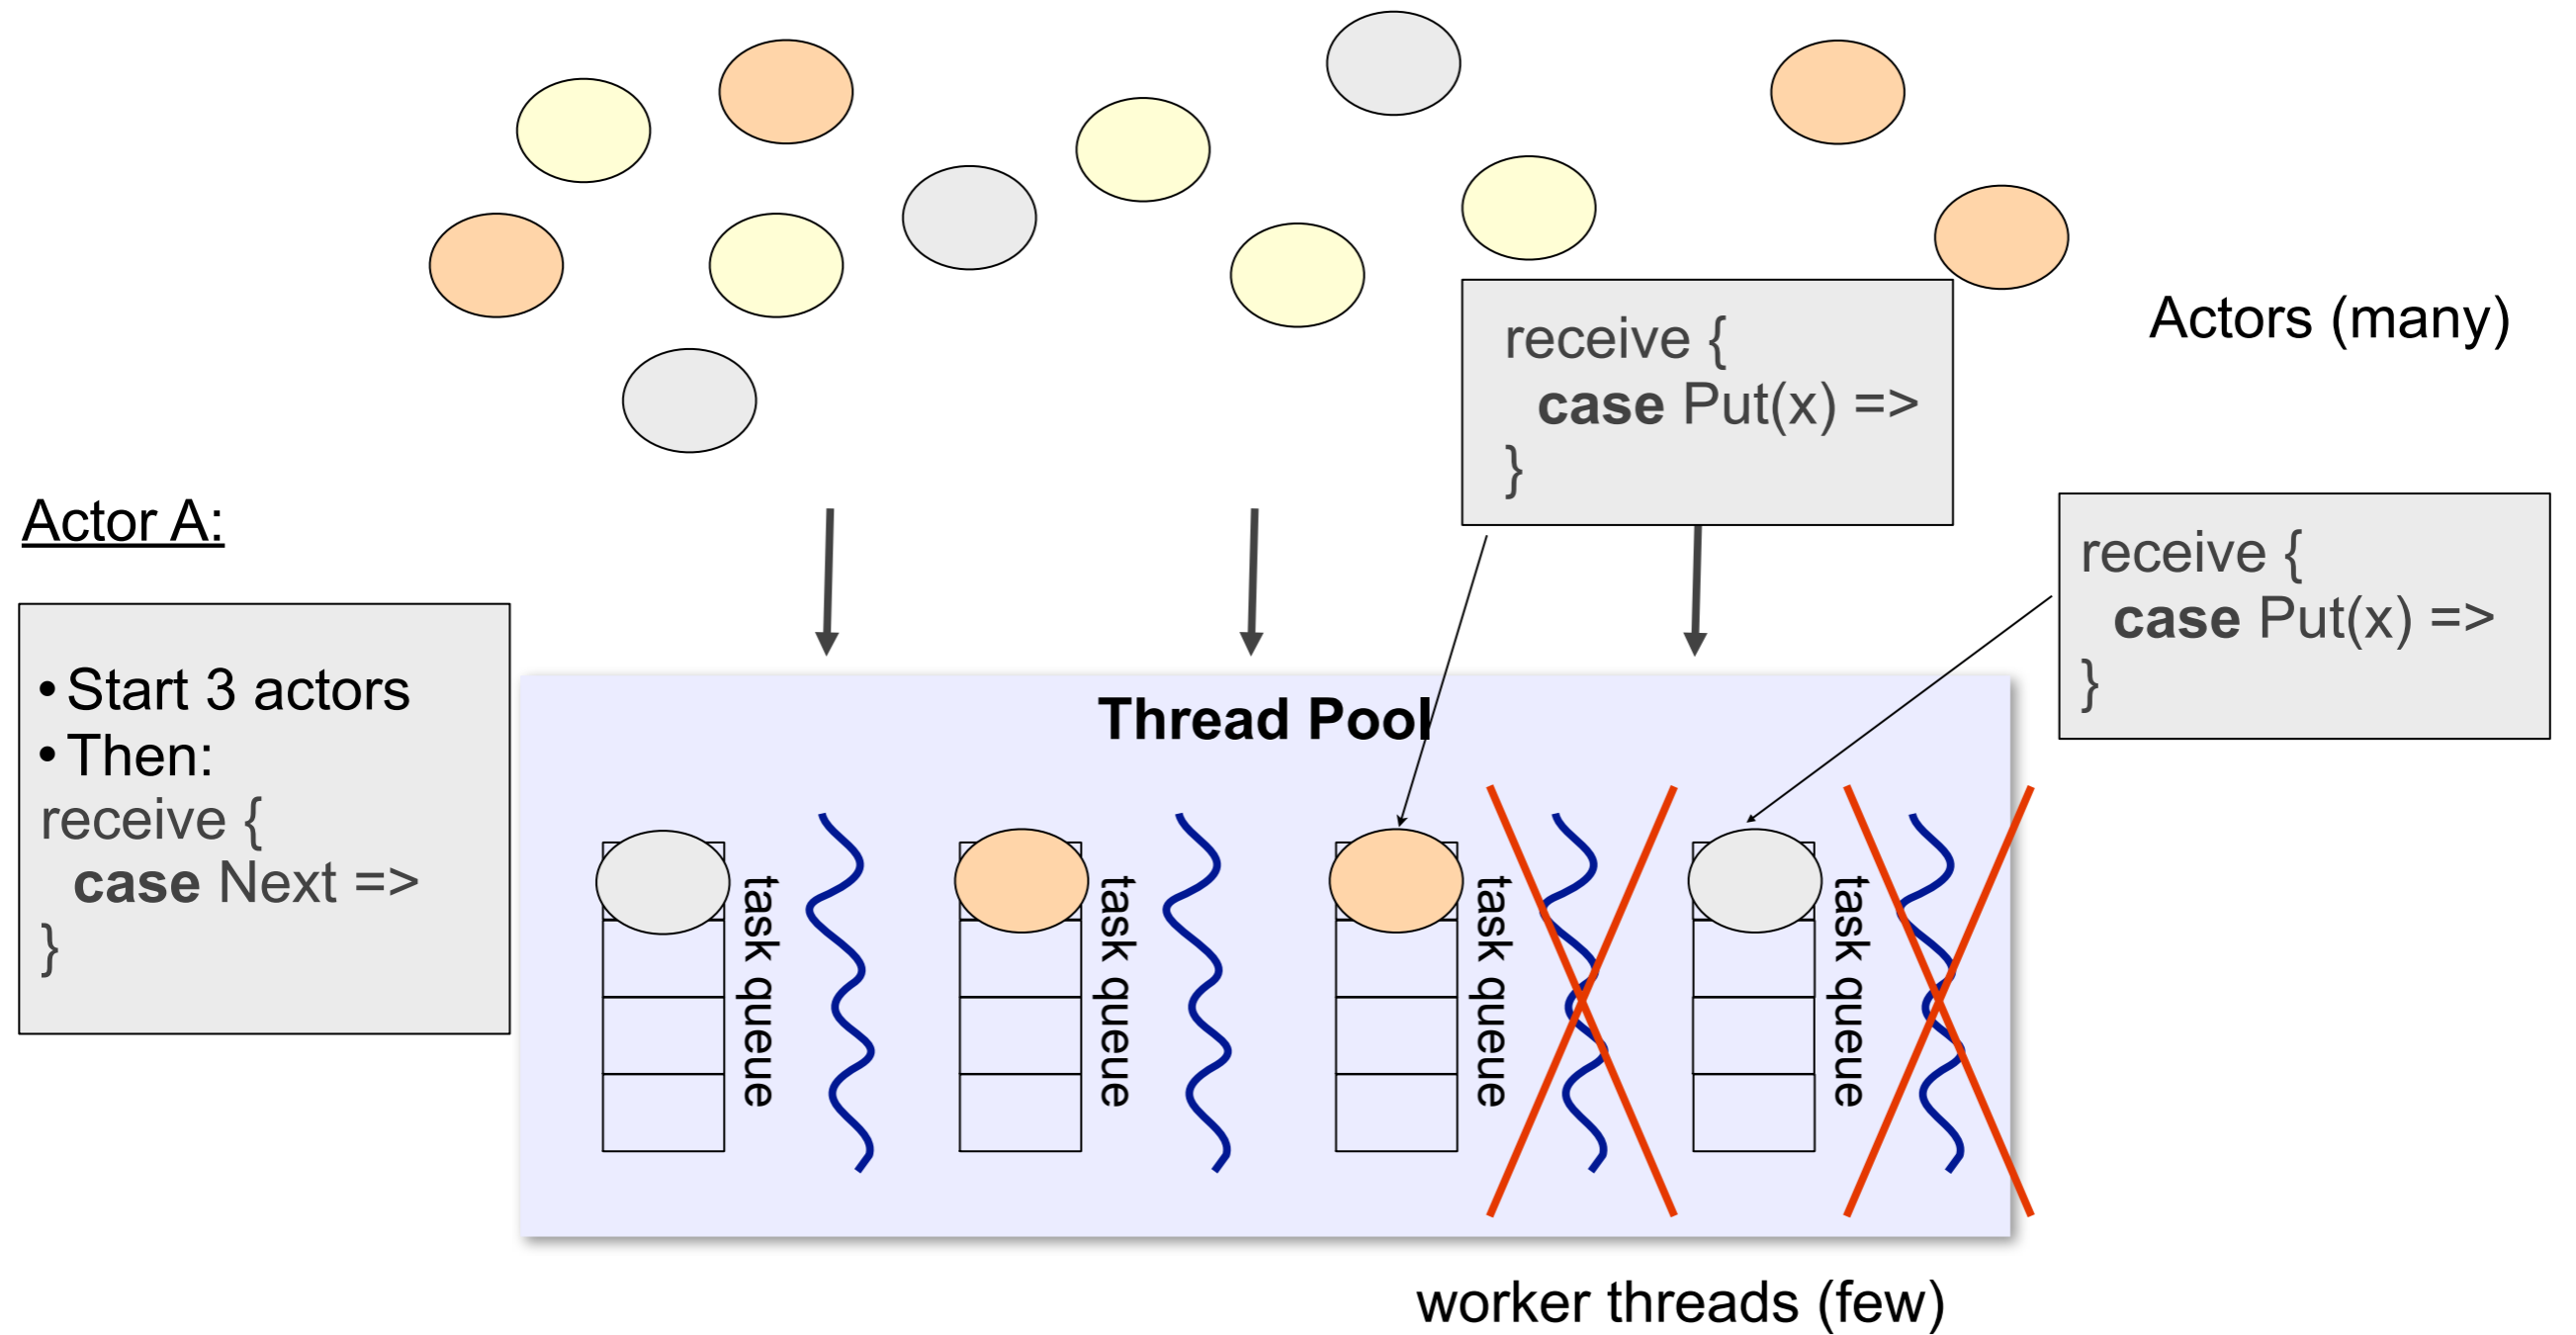 Actors (many)
receive {
case Put(x) =>
}
Actor A:
receive {
case Put(x) =>
}
• Start 3 actors
• Then:
receive {
case Next =>
}
Thread Pool
task queue
task queue
task queue
task queue
worker threads (few)